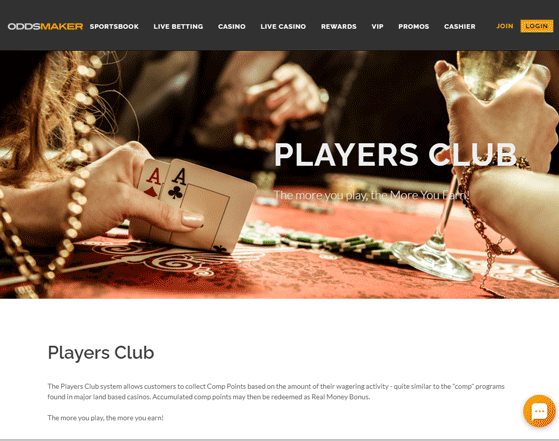 ODDSMAKER SPORTSBOOK LIVE BETTING CASINO LIVE CASINO REWARDS VIP PROMOS CASHIER JOIN LOGIN
PLAYERS CLUB
The more you play, the More You Earn!
A A
Players Club
The Players Club system allows customers to collect Comp Points based on the amount of their wagering activity - quite similar to the "comp" programs
found in major land based casinos. Accumulated comp points may then be redeemed as Real Money Bonus.
The more you play, the more you earn!